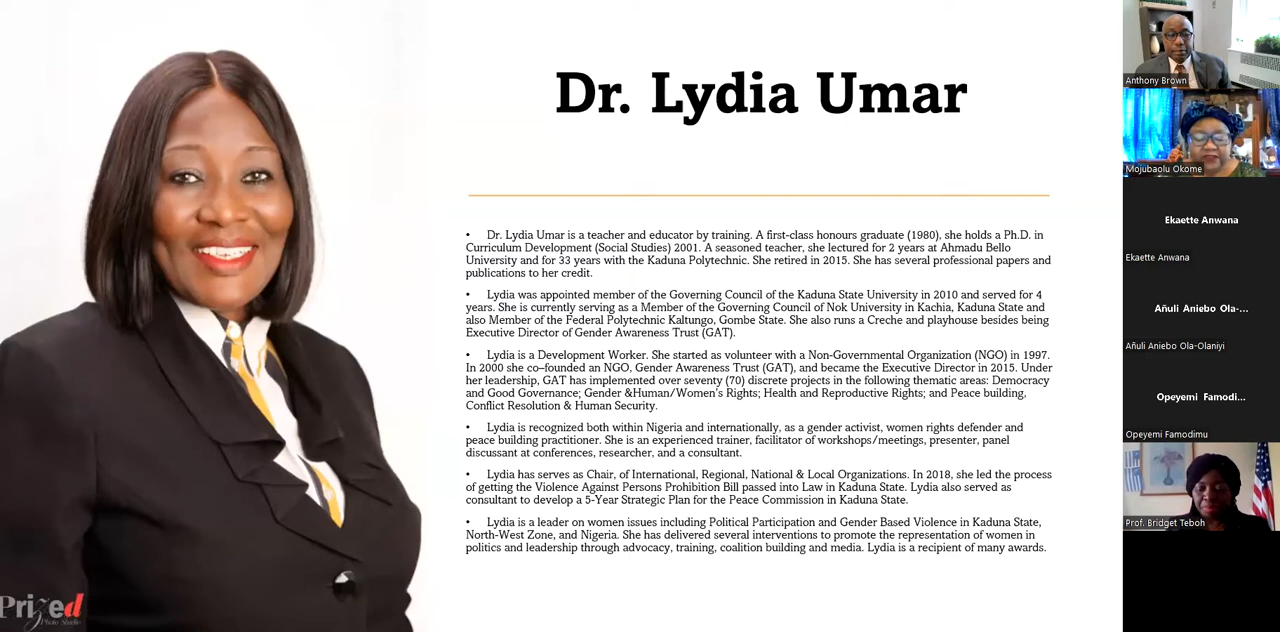 Dr. Lydia Umar
• Dr. Lydia Umar is a teacher and educator by training. A first-class honours graduate (1980), she holds a Ph.D. in
Curriculum Development (Social Studies) 2001. A seasoned teacher, she lectured for 2 years at Ahmadu Bello
University and for 33 years with the Kaduna Polytechnic. She retired in 2015. She has several professional papers and
publications to her credit.
• Lydia was appointed member of the Governing Council of the Kaduna State University in 2010 and served for 4
years. She is currently serving as a Member of the Governing Council of Nok University in Kachia, Kaduna State and
also Member of the Federal Polytechnic Kaltungo, Gombe State. She also runs a Creche and playhouse besides being
Executive Director of Gender Awareness Trust (GAT).
• Lydia is a Development Worker. She started as volunteer with a Non-Governmental Organization (NGO) in 1997.
In 2000 she co–founded an NGO, Gender Awareness Trust (GAT), and became the Executive Director in 2015. Under
her leadership, GAT has implemented over seventy (70) discrete projects in the following thematic areas: Democracy
and Good Governance; Gender &Human/Women's Rights; Health and Reproductive Rights; and Peace building,
Conflict Resolution & Human Security.
• Lydia is recognized both within Nigeria and internationally, as a gender activist, women rights defender and
peace building practitioner. She is an experienced trainer, facilitator of workshops/meetings, presenter, panel
discussant at conferences, researcher, and a consultant.
• Lydia has serves as Chair, of International, Regional, National & Local Organizations. In 2018, she led the process
of getting the Violence Against Persons Prohibition Bill passed into Law in Kaduna State. Lydia also served as
consultant to develop a 5-Year Strategic Plan for the Peace Commission in Kaduna State.
• Lydia is a leader on women issues including Political Participation and Gender Based Violence in Kaduna State,
North-West Zone, and Nigeria. She has delivered several interventions to promote the representation of women in
politics and leadership through advocacy, training, coalition building and media. Lydia is a recipient of many awards.
Prized
Photo Studio
Anthony Brown
Mojubaolu Okome
Ekaette Anwana
Ekaette Anwana
Añuli Aniebo Ola-...
Añuli Aniebo Ola-Olaniyi
Opeyemi Famodi...
Opeyemi Famodimu
Prof. Bridget Teboh